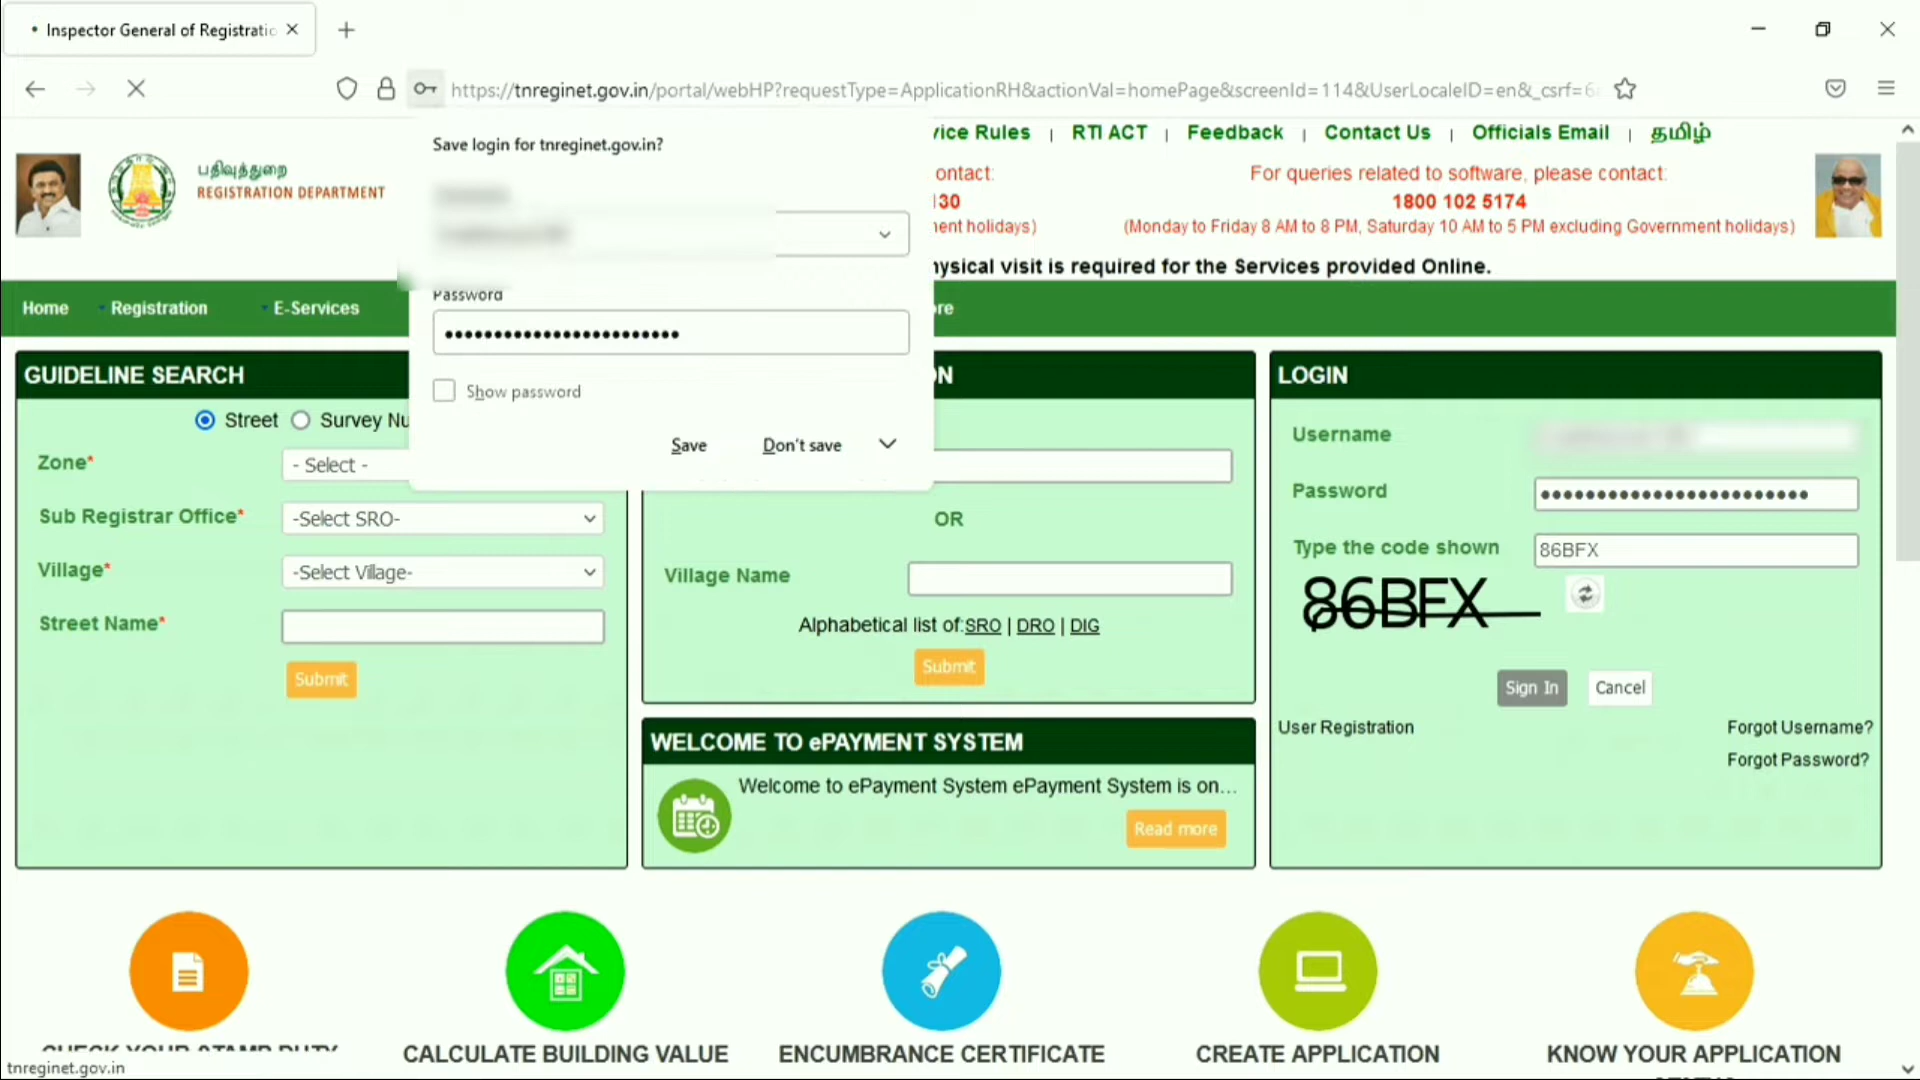 Inspector General of Registratic
https://tnreginet.gov.in/portal/webHP?requestType=ApplicationRH&actionVal=homePage&screenId=114&UserLocaleID=en&_csrf=6
Save login for tnreginet.gov.in?
Password
Show password
Save
Don't save
vice Rules | RTI ACT | Feedback | Contact Us | Officials Email | தமிழ்
பதிவுத்துறை
REGISTRATION DEPARTMENT
ontact:
130
nent holidays)
For queries related to software, please contact:
1800 102 5174
(Monday to Friday 8 AM to 8 PM, Saturday 10 AM to 5 PM excluding Government holidays)
hysical visit is required for the Services provided Online.
Home
Registration
E-Services
re
GUIDELINE SEARCH
Street
Survey Nu
Zone*
- Select -
Sub Registrar Office*
-Select SRO-
Village*
-Select Village-
Street Name*
Submit
N
OR
Village Name
Alphabetical list of:SRO | DRO | DIG
Submit
WELCOME TO ePAYMENT SYSTEM
Welcome to ePayment System ePayment System is on...
Read more
LOGIN
Username
Password
Type the code shown
86BFX
86BFX
Sign In
Cancel
User Registration
Forgot Username?
Forgot Password?
CHECK YOUR STAMP DUTY
CALCULATE BUILDING VALUE
ENCUMBRANCE CERTIFICATE
CREATE APPLICATION
KNOW YOUR APPLICATION
tnreginet.gov.in